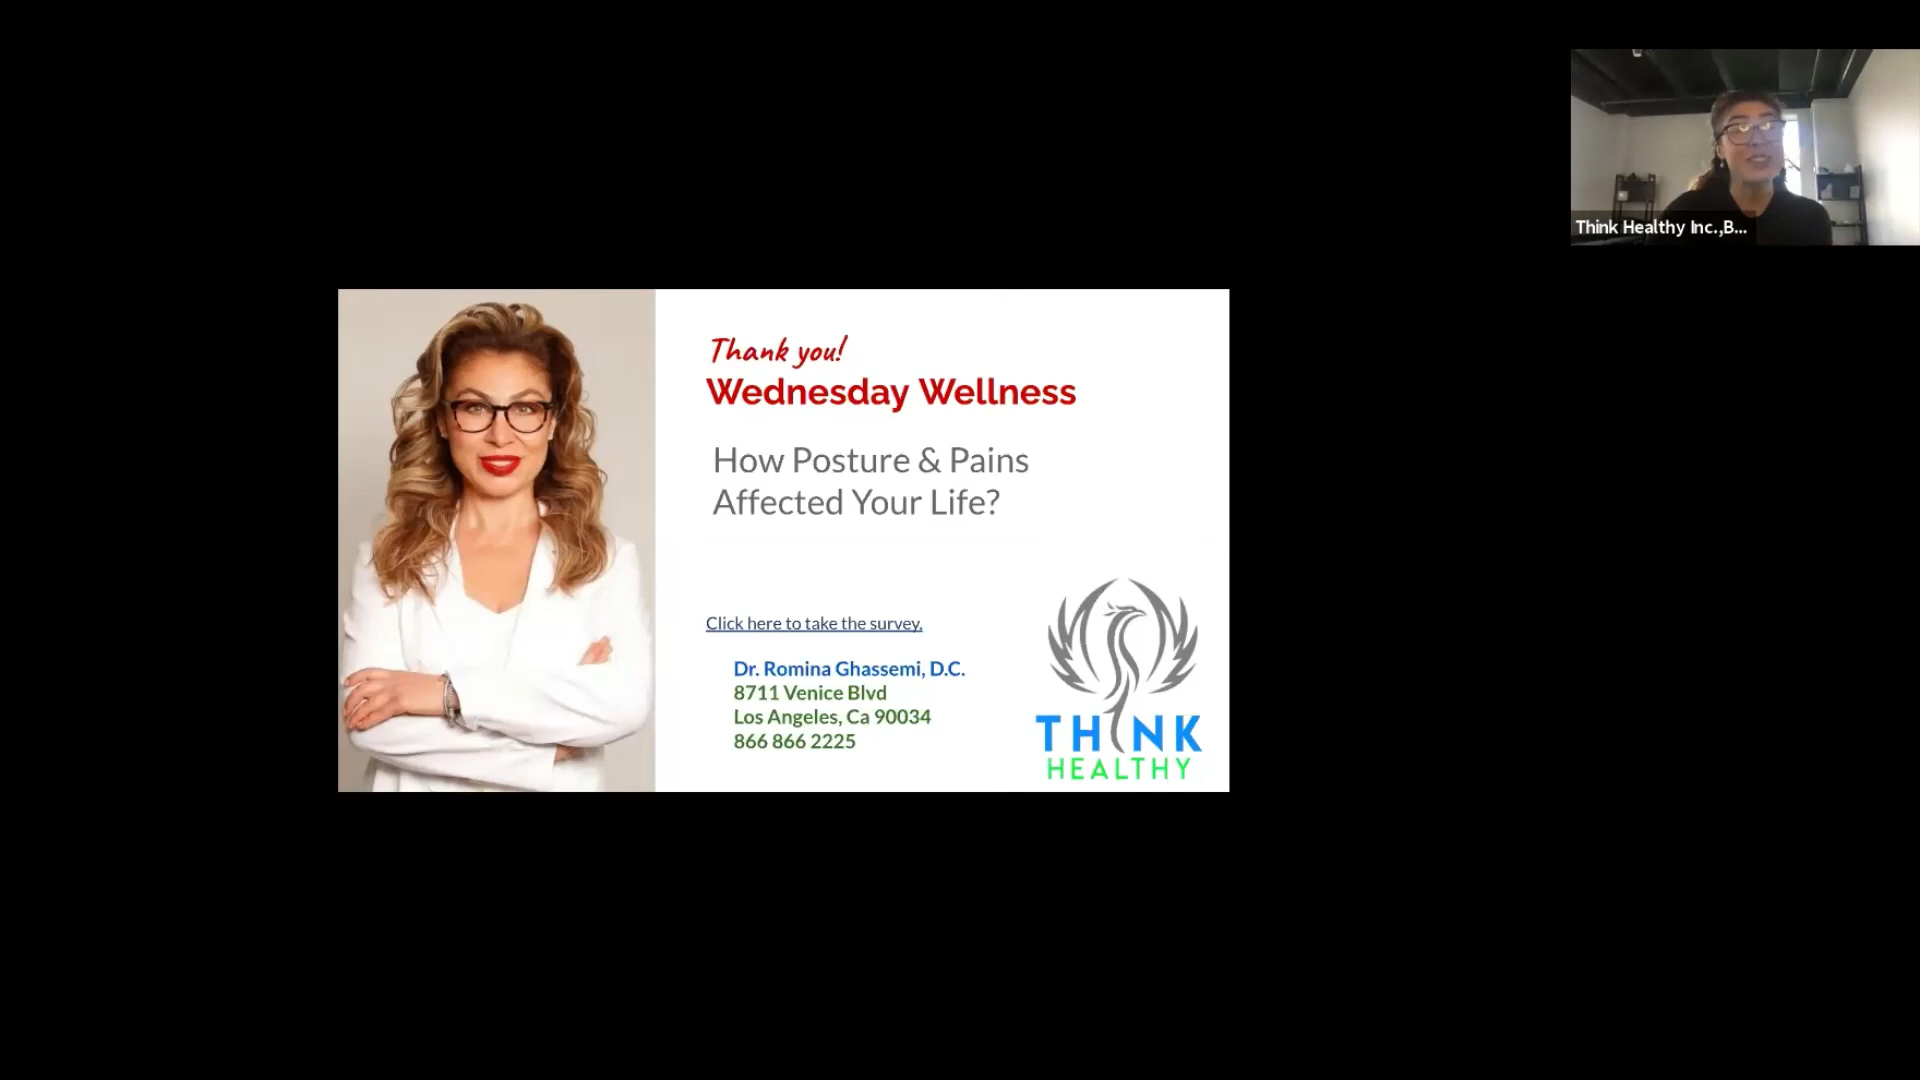 Think Healthy Inc.,B...
Thank you!
Wednesday Wellness
How Posture & Pains
Affected Your Life?
Click here to take the survey.
Dr. Romina Ghassemi, D.C.
8711 Venice Blvd
Los Angeles, Ca 90034
866 866 2225
THINK
HEALTHY